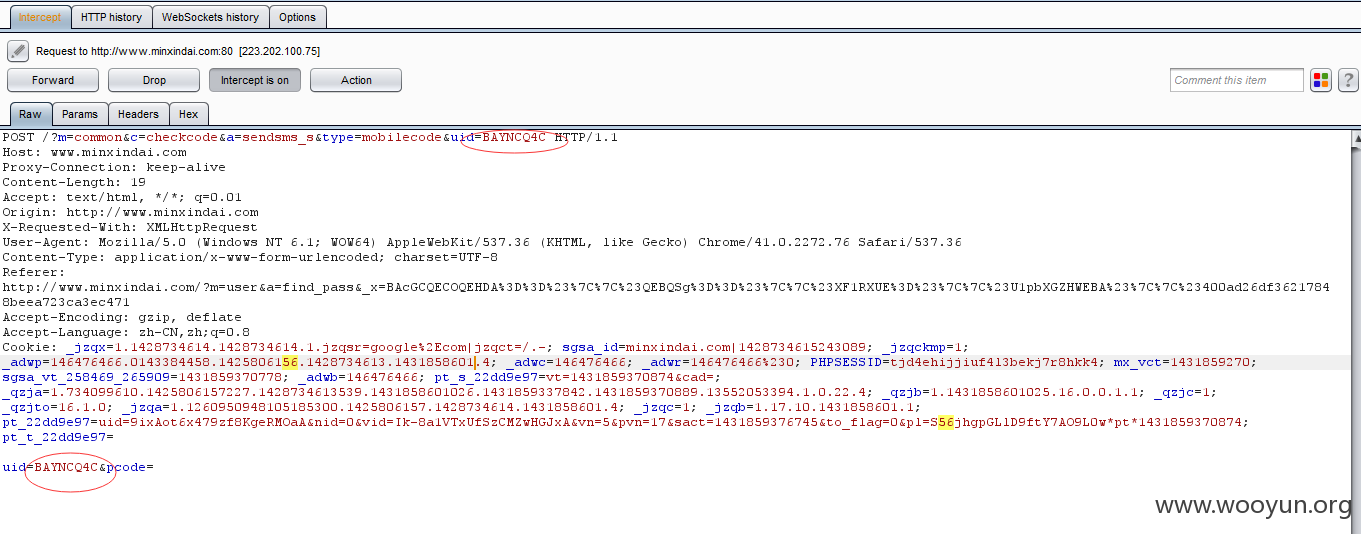 Intercept HTTP history WebSockets history Options
Request to http://www.minxindai.com:80 [223.202.100.75]
Forward Drop Intercept is on Action Comment this item ?
Raw Params Headers Hex
POST /?m=common&c=checkcode&a=sendsms_s&type=mobilecode&uid=BAYNCQ4C HTTP/1.1
Host: www.minxindai.com
Proxy-Connection: keep-alive
Content-Length: 19
Accept: text/html, */*; q=0.01
Origin: http://www.minxindai.com
X-Requested-With: XMLHttpRequest
User-Agent: Mozilla/5.0 (Windows NT 6.1; WOW64) AppleWebKit/537.36 (KHTML, like Gecko) Chrome/41.0.2272.76 Safari/537.36
Content-Type: application/x-www-form-urlencoded; charset=UTF-8
Referer:
http://www.minxindai.com/?m=user&a=find_pass&_x=BAcGCQECOQEHDA%3D%3D%23%7C%7C%23QEBQSg%3D%3D%23%7C%7C%23XF1RXUE%3D%23%7C%7C%23U1pbXGZHWEBA%23%7C%7C%23400ad26df3621784
8beea723ca3ec471
Accept-Encoding: gzip, deflate
Accept-Language: zh-CN,zh;q=0.8
Cookie: _jzqx=1.1428734614.1428734614.1.jzqsr=google%2Ecom|jzqct=/.-; sgsa_id=minxindai.com|1428734615243089; _jzqckmp=1;
_adwp=146476466.0143384458.1425806156.1428734613.1431858601.4; _adwc=146476466; _adwr=146476466%230; PHPSESSID=tjd4ehijjiuf4l3bekj7r8hkk4; mx_vct=1431859270;
sgsa_vt_258469_265909=1431859370778; _adwb=146476466; pt_s_22dd9e97=vt=1431859370874&cad=;
_qzja=1.734099610.1425806157227.1428734613539.1431858601026.1431859337842.1431859370889.13552053394.1.0.22.4; _qzjb=1.1431858601025.16.0.0.1.1; _qzjc=1;
_qzjto=16.1.0; _jzqa=1.1260950948105185300.1425806157.1428734614.1431858601.4; _jzqc=1; _jzqb=1.17.10.1431858601.1;
pt_22dd9e97=uid=9ixAot6x479zf8KgeRMOaA&nid=0&vid=Ik-8a1VTxUfSzCMZwHGJxA&vn=5&pvn=17&sact=1431859376745&to_flag=0&pl=S56jhgpGLlD9ftY7AO9L0w*pt*1431859370874;
pt_t_22dd9e97=
uid=BAYNCQ4C&pcode=
www.wooyun.org